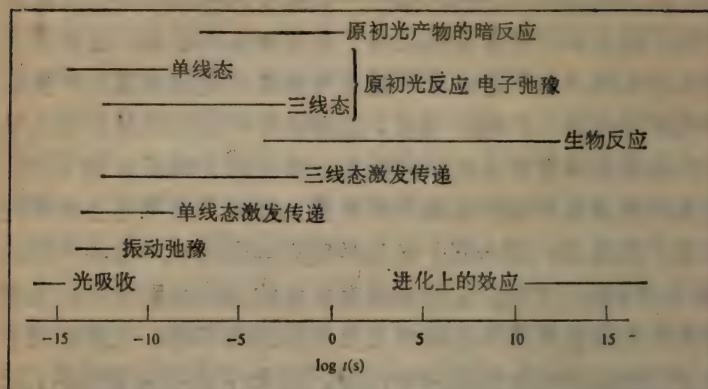 原初光产物的暗反应
单线态
原初光反应 电子弛豫
三线态
生物反应
三线态激发传递
单线态激发传递
振动弛豫
光吸收
进化上的效应
-15 -10 -5 0 5 10 15
log t(s)